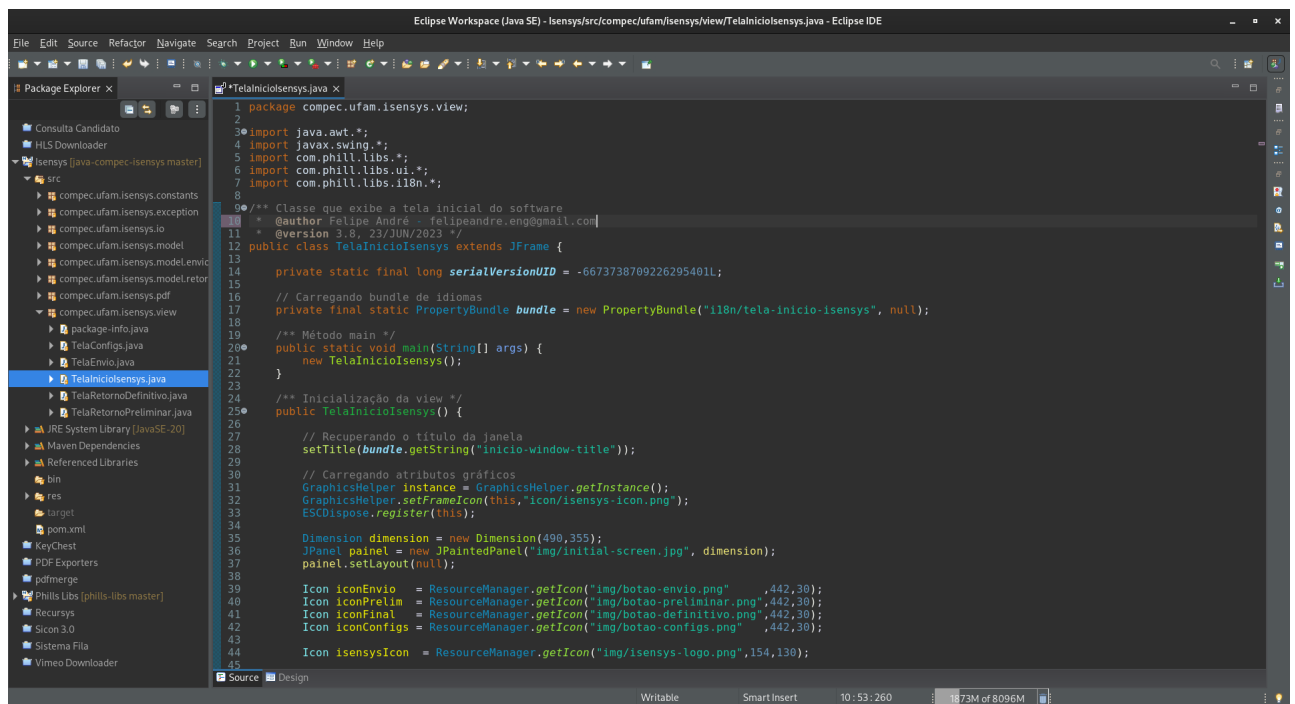 Eclipse Workspace (Java SE) - Isensys/src/compec/ufam/isensys/view/TelaInicioIsensys.java - Eclipse IDE
File Edit Source Refactor Navigate Search Project Run Window Help
Package Explorer
*TelaInicioIsensys.java
Consulta Candidato
HLS Downloader
Isensys [java-compec-isensys master]
src
compec.ufam.isensys.constants
compec.ufam.isensys.exception
compec.ufam.isensys.io
compec.ufam.isensys.model
compec.ufam.isensys.model.envic
compec.ufam.isensys.model.retor
compec.ufam.isensys.pdf
compec.ufam.isensys.view
package-info.java
TelaConfigs.java
TelaEnvio.java
TelaInicioIsensys.java
TelaRetornoDefinitivo.java
TelaRetornoPreliminar.java
JRE System Library [JavaSE-20]
Maven Dependencies
Referenced Libraries
bin
res
target
pom.xml
KeyChest
PDF Exporters
pdfmerge
Phills Libs [phills-libs master]
Recursys
Sicon 3.0
Sistema Fila
Vimeo Downloader
1 package compec.ufam.isensys.view;
2
3 import java.awt.*;
4 import javax.swing.*;
5 import com.phill.libs.*;
6 import com.phill.libs.ui.*;
7 import com.phill.libs.i18n.*;
8
9 /** Classe que exibe a tela inicial do software
10 * @author Felipe André - felipeandre.eng@gmail.com
11 * @version 3.8, 23/JUN/2023 */
12 public class TelaInicioIsensys extends JFrame {
13
14 private static final long serialVersionUID = -6673738709226295401L;
15
16 // Carregando bundle de idiomas
17 private final static PropertyBundle bundle = new PropertyBundle("i18n/tela-inicio-isensys", null);
18
19 /** Método main */
20 public static void main(String[] args) {
21 new TelaInicioIsensys();
22 }
23
24 /** Inicialização da view */
25 public TelaInicioIsensys() {
26
27 // Recuperando o título da janela
28 setTitle(bundle.getString("inicio-window-title"));
29
30 // Carregando atributos gráficos
31 GraphicsHelper instance = GraphicsHelper.getInstance();
32 GraphicsHelper.setFrameIcon(this,"icon/isensys-icon.png");
33 ESCDispose.register(this);
34
35 Dimension dimension = new Dimension(490,355);
36 JPanel painel = new JPaintedPanel("img/initial-screen.jpg", dimension);
37 painel.setLayout(null);
38
39 Icon iconEnvio = ResourceManager.getIcon("img/botao-envio.png" ,442,30);
40 Icon iconPrelim = ResourceManager.getIcon("img/botao-preliminar.png",442,30);
41 Icon iconFinal = ResourceManager.getIcon("img/botao-definitivo.png",442,30);
42 Icon iconConfigs = ResourceManager.getIcon("img/botao-configs.png" ,442,30);
43
44 Icon isensysIcon = ResourceManager.getIcon("img/isensys-logo.png",154,130);
45
Source Design
Writable Smart Insert 10 : 53 : 260 1873M of 8096M